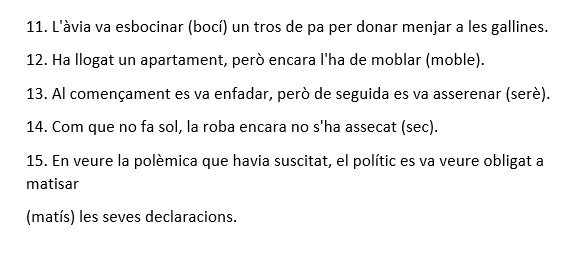 11. L'àvia va esbocinar (bocí) un tros de pa per donar menjar a les gallines.
12. Ha llogat un apartament, però encara l'ha de moblar (moble).
13. Al començament es va enfadar, però de seguida es va asserenar (serè).
14. Com que no fa sol, la roba encara no s'ha assecat (sec).
15. En veure la polèmica que havia suscitat, el polític es va veure obligat a
matisar
(matís) les seves declaracions.